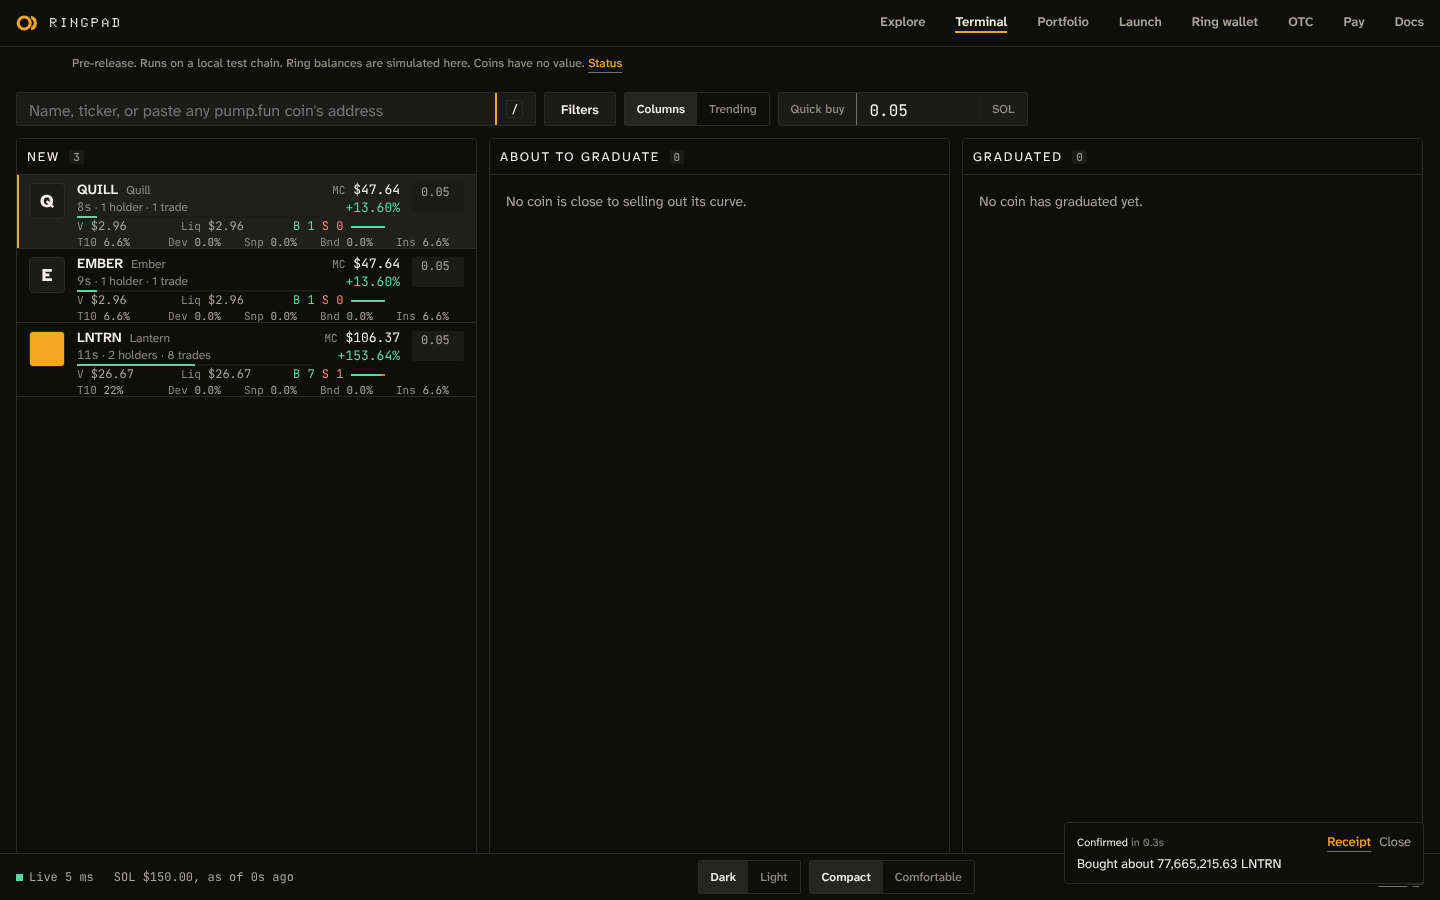 RINGPAD
Explore Terminal Portfolio Launch Ring wallet OTC Pay Docs
Pre-release. Runs on a local test chain. Ring balances are simulated here. Coins have no value. Status
Name, ticker, or paste any pump.fun coin's address /
Filters
Columns Trending
Quick buy 0.05 SOL
NEW 3
Q
QUILL Quill MC $47.64 0.05
8s · 1 holder · 1 trade +13.60%
V $2.96 Liq $2.96 B 1 S 0
T10 6.6% Dev 0.0% Snp 0.0% Bnd 0.0% Ins 6.6%
E
EMBER Ember MC $47.64 0.05
9s · 1 holder · 1 trade +13.60%
V $2.96 Liq $2.96 B 1 S 0
T10 6.6% Dev 0.0% Snp 0.0% Bnd 0.0% Ins 6.6%
LNTRN Lantern MC $106.37 0.05
11s · 2 holders · 8 trades +153.64%
V $26.67 Liq $26.67 B 7 S 1
T10 22% Dev 0.0% Snp 0.0% Bnd 0.0% Ins 6.6%
ABOUT TO GRADUATE 0
No coin is close to selling out its curve.
GRADUATED 0
No coin has graduated yet.
Confirmed in 0.3s Receipt Close
Bought about 77,665,215.63 LNTRN
Live 5 ms SOL $150.00, as of 0s ago
Dark Light
Compact Comfortable